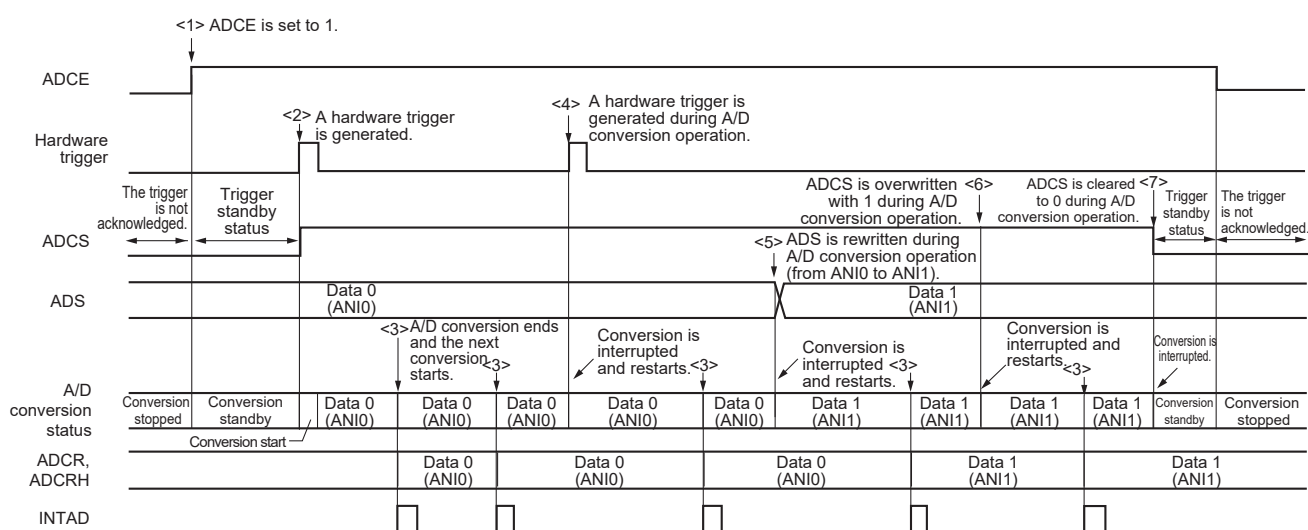 <1> ADCE is set to 1.
ADCE
<2> A hardware trigger
is generated.
<4> A hardware trigger is
generated during A/D
conversion operation.
Hardware
trigger
The trigger
is not
acknowledged.
Trigger
standby
status
ADCS is overwritten <6>
with 1 during A/D
conversion operation.
ADCS is cleared <7>
to 0 during A/D
conversion operation.
Trigger
standby
status
The trigger
is not
acknowledged.
ADCS
<5> ADS is rewritten during
A/D conversion operation
(from ANI0 to ANI1).
ADS
Data 0
(ANI0)
Data 1
(ANI1)
<3> A/D conversion ends
and the next
conversion
starts. <3>
Conversion is
interrupted
and restarts. <3>
Conversion is
interrupted <3>
and restarts.
Conversion is
interrupted and
restarts. <3>
Conversion is
interrupted.
A/D
conversion
status
Conversion
stopped
Conversion
standby
Conversion start
Data 0
(ANI0)
Data 0
(ANI0)
Data 0
(ANI0)
Data 0
(ANI0)
Data 0
(ANI0)
Data 1
(ANI1)
Data 1
(ANI1)
Data 1
(ANI1)
Data 1
(ANI1)
Conversion
standby
Conversion
stopped
ADCR,
ADCRH
Data 0
(ANI0)
Data 0
(ANI0)
Data 0
(ANI0)
Data 1
(ANI1)
Data 1
(ANI1)
INTAD